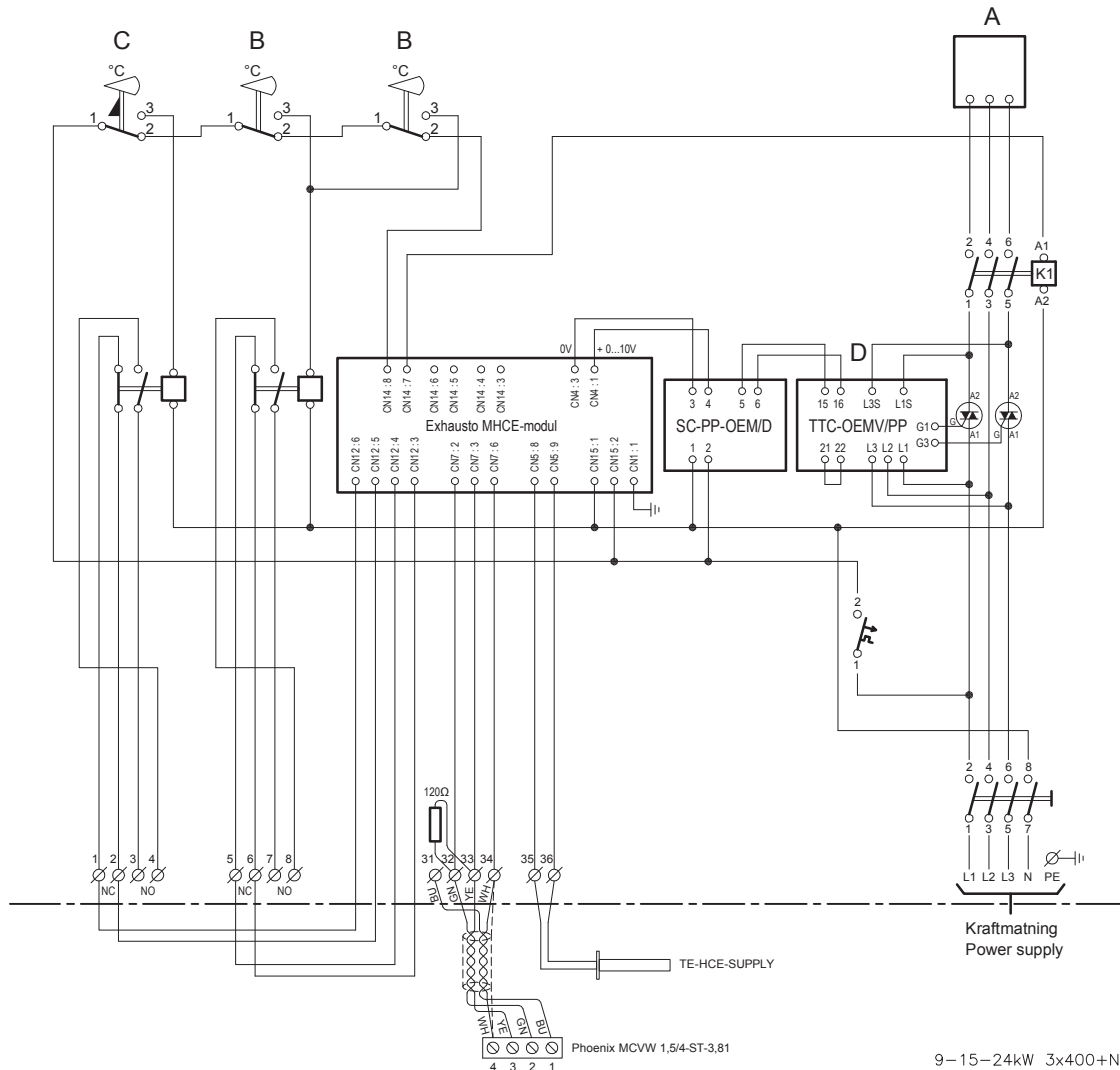 A
C B B
°C °C °C
1 3 2 1 3 2 1 3 2
2 4 6 A1
K1
1 3 5 A2
0V + 0...10V
D
CN14:8 CN14:7 CN14:6 CN14:5 CN14:4 CN14:3 CN4:3 CN4:1
Exhausto MHCE-modul
CN12:6 CN12:5 CN12:4 CN12:3 CN7:2 CN7:3 CN7:6 CN5:8 CN5:9 CN15:1 CN15:2 CN1:1
3 4 5 6
SC-PP-OEM/D
1 2
15 16 L3S L1S
TTC-OEMV/PP
21 22 L3 L2 L1
G1
G3
A2 A2
G G
A1 A1
2
1
2 4 6 8
1 3 5 7
120Ω
1 2 3 4 5 6 7 8 31 32 33 34 35 36
NC NO NC NO
BU NG YE WH
L1 L2 L3 N PE
Kraftmatning
Power supply
TE-HCE-SUPPLY
WH YE GN BU
Phoenix MCVW 1,5/4-ST-3,81
4 3 2 1
9-15-24kW 3x400+N